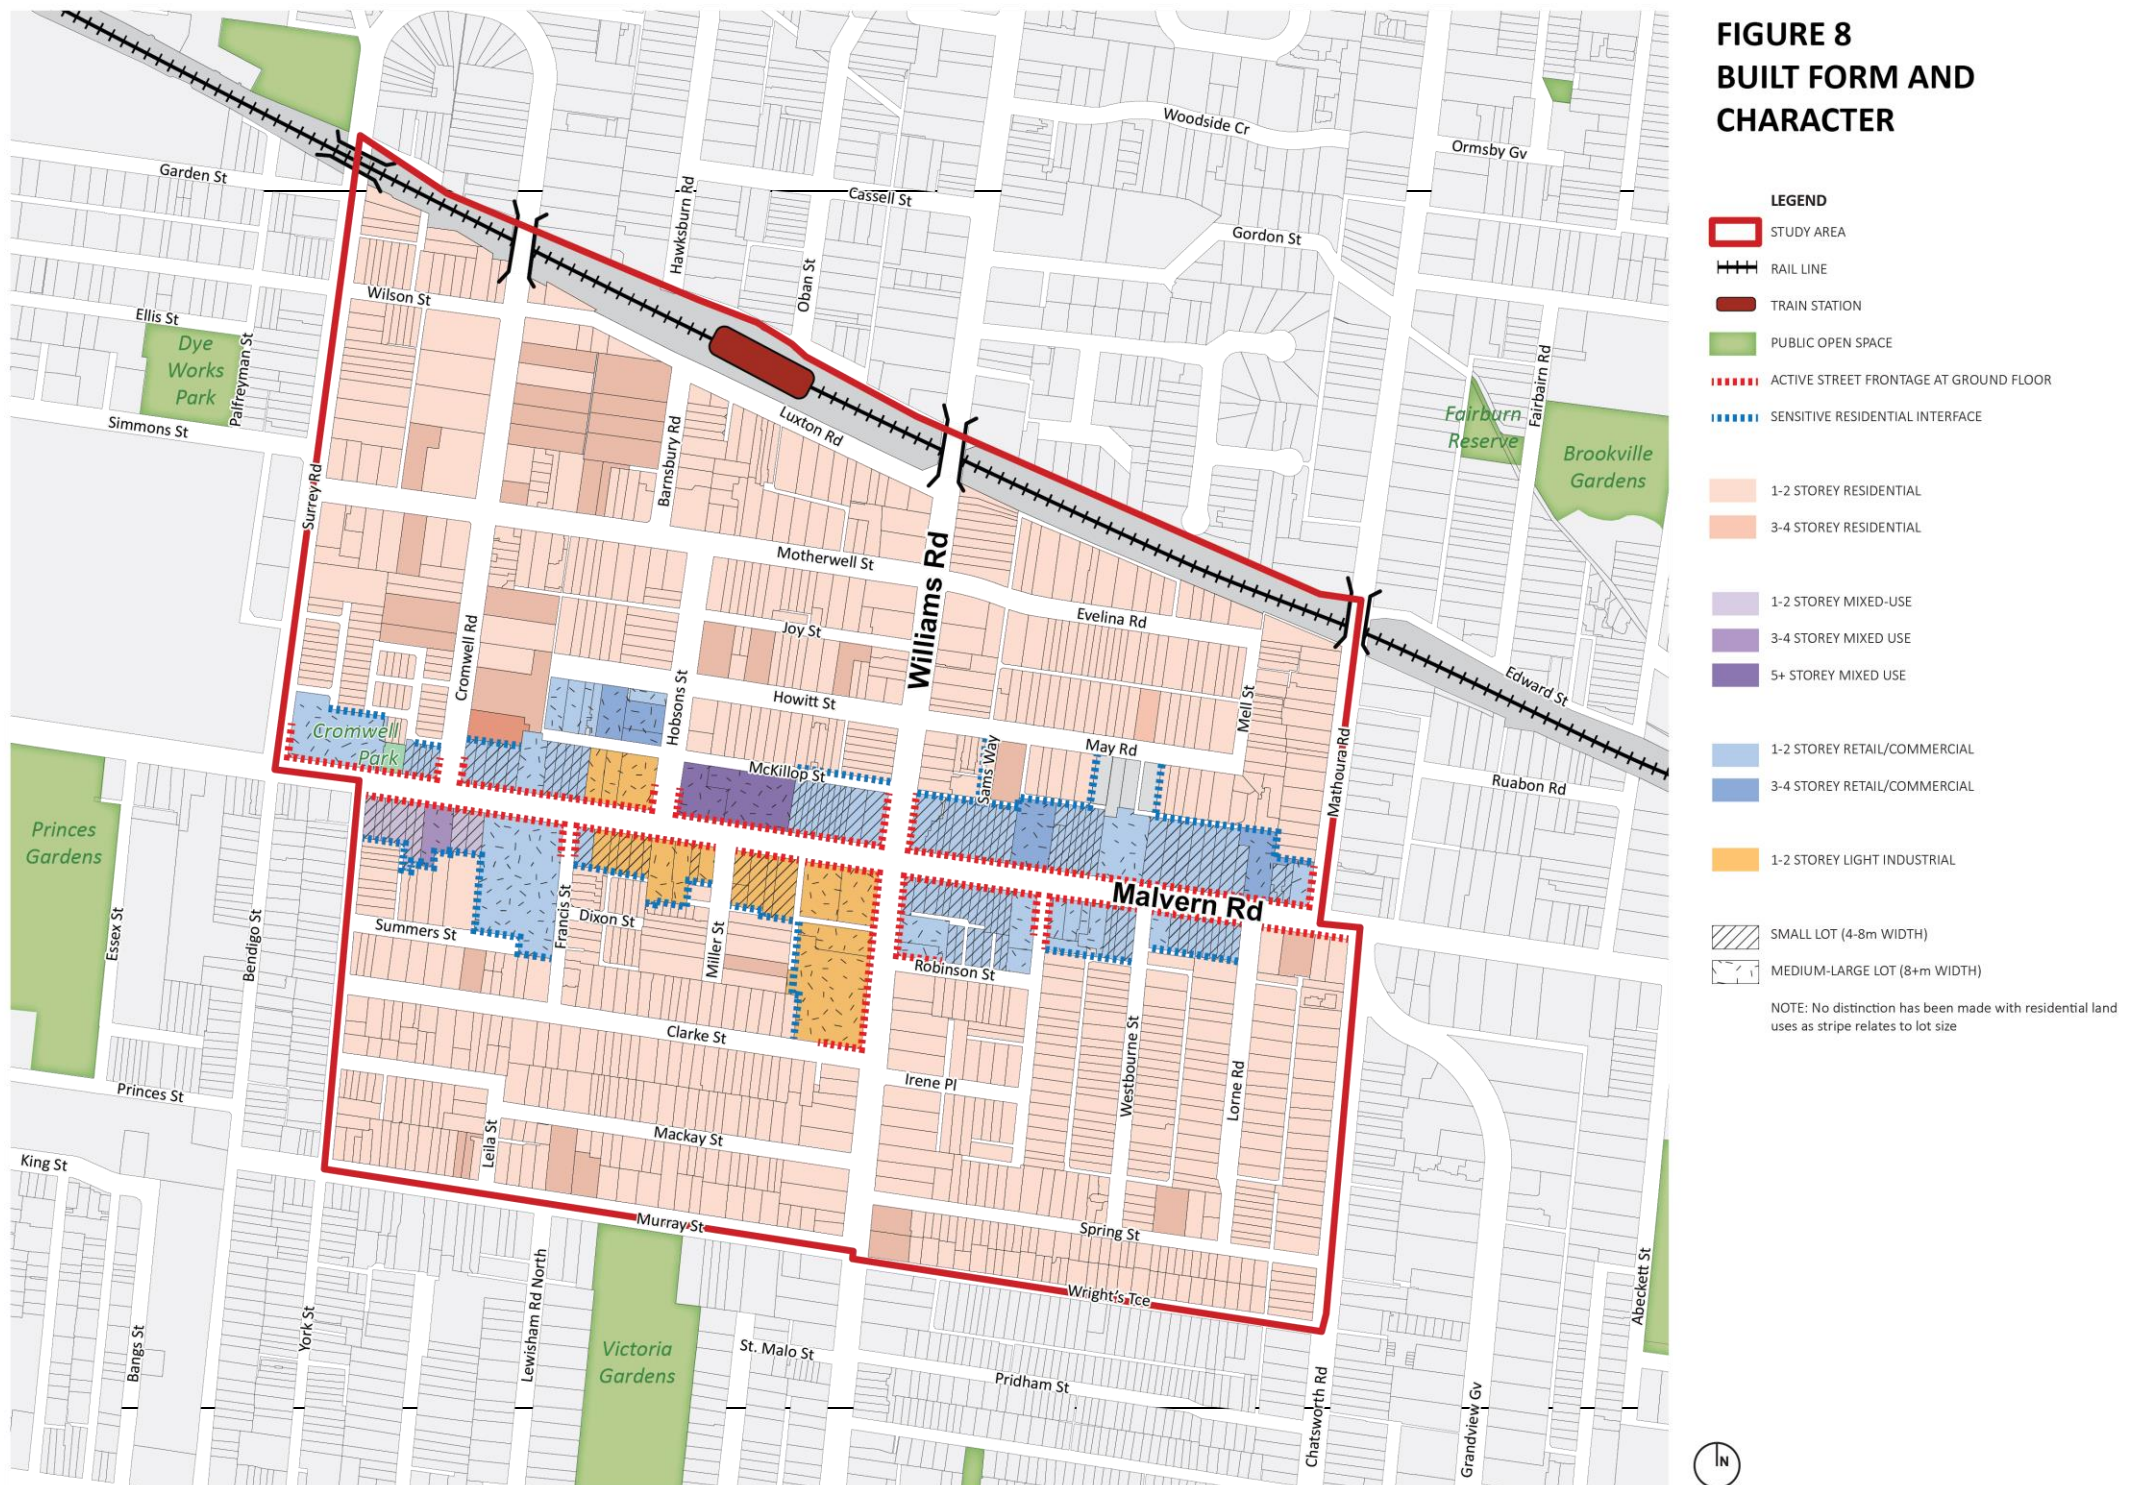 FIGURE 8
BUILT FORM AND
CHARACTER
LEGEND
STUDY AREA
RAIL LINE
TRAIN STATION
PUBLIC OPEN SPACE
ACTIVE STREET FRONTAGE AT GROUND FLOOR
SENSITIVE RESIDENTIAL INTERFACE
1-2 STOREY RESIDENTIAL
3-4 STOREY RESIDENTIAL
1-2 STOREY MIXED-USE
3-4 STOREY MIXED USE
5+ STOREY MIXED USE
1-2 STOREY RETAIL/COMMERCIAL
3-4 STOREY RETAIL/COMMERCIAL
1-2 STOREY LIGHT INDUSTRIAL
SMALL LOT (4-8m WIDTH)
MEDIUM-LARGE LOT (8+m WIDTH)
NOTE: No distinction has been made with residential land
uses as stripe relates to lot size
N
Woodside Cr
Ormsby Gv
Garden St
Cassell St
Hawksburn Rd
Gordon St
Oban St
Wilson St
Ellis St
Dye
Works
Park
Palfreyman St
Simmons St
Luxton Rd
Barnsbury Rd
Fairbairn Rd
Fairburn
Reserve
Brookville
Gardens
Surrey Rd
Motherwell St
Williams Rd
Evelina Rd
Joy St
Cromwell Rd
Hobsons St
Howitt St
Mell St
Edward St
May Rd
Sams Way
Mathoura Rd
Cromwell
Park
McKillop St
Ruabon Rd
Princes
Gardens
Malvern Rd
Essex St
Bendigo St
Summers St
Francis St
Dixon St
Miller St
Robinson St
Clarke St
Westbourne St
Lorne Rd
Irene Pl
Princes St
Leila St
Mackay St
King St
Murray St
Spring St
Wright's Tce
Lewisham Rd North
York St
Bangs St
Victoria
Gardens
St. Malo St
Pridham St
Chatsworth Rd
Grandview Gv
Abeckett St